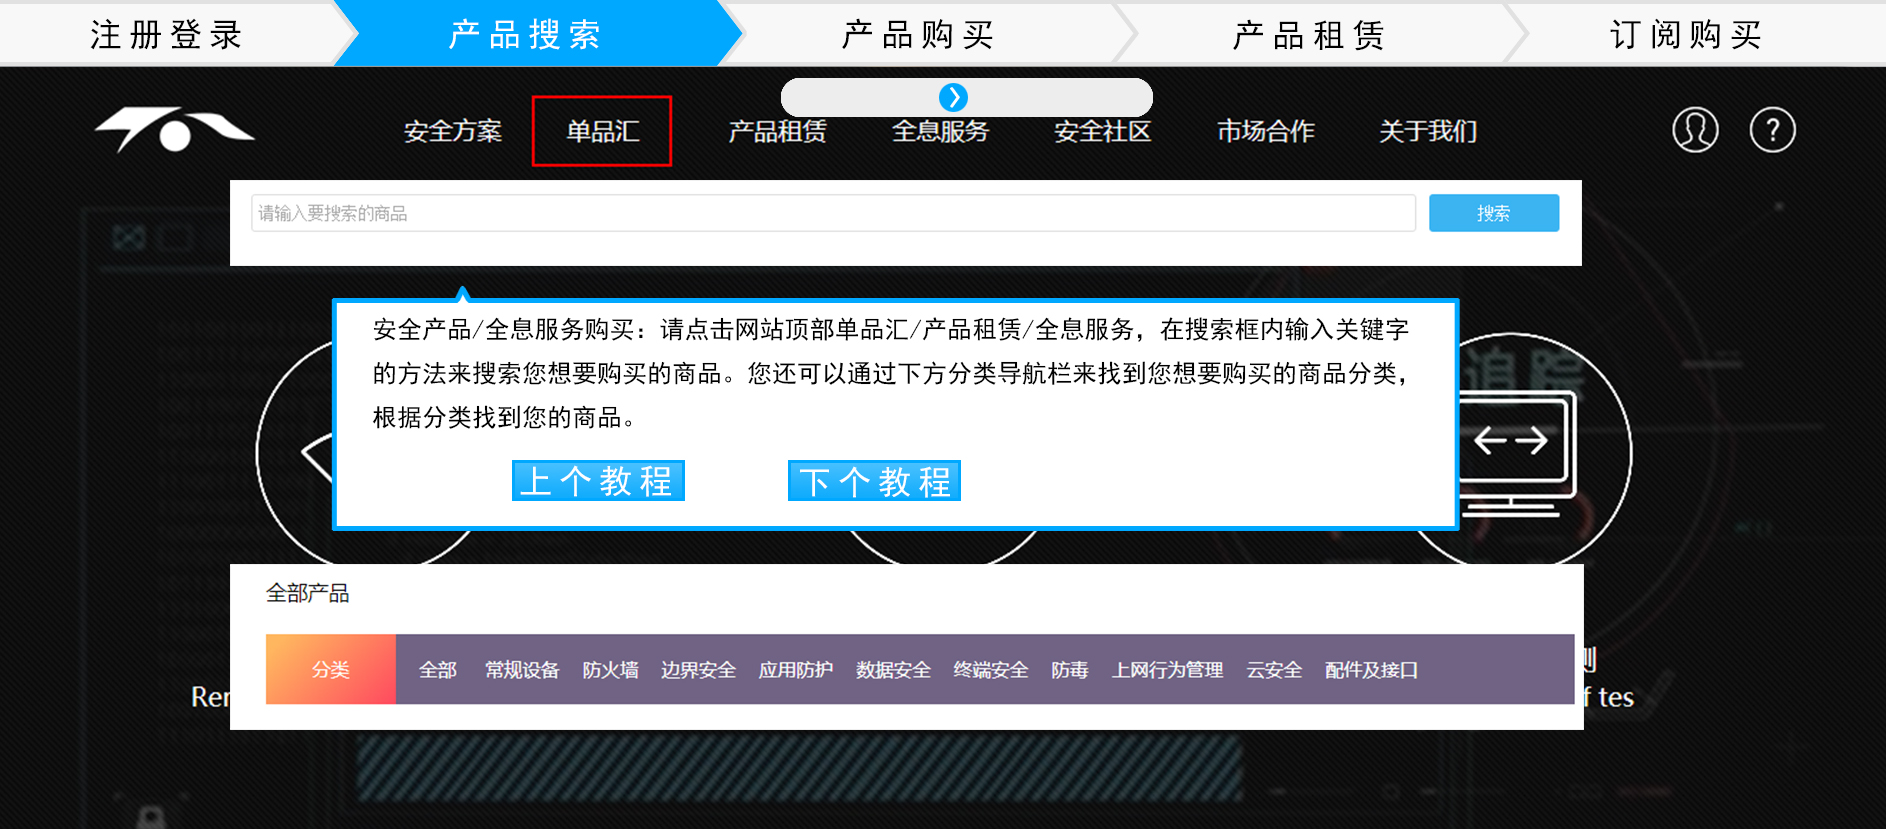 注册登录
产品搜索
产品购买
产品租赁
订阅购买
安全方案
单品汇
产品租赁
全息服务
安全社区
市场合作
关于我们
?
请输入要搜索的商品
搜索
追踪
安全产品/全息服务购买：请点击网站顶部单品汇/产品租赁/全息服务，在搜索框内输入关键字
的方法来搜索您想要购买的商品。您还可以通过下方分类导航栏来找到您想要购买的商品分类，
根据分类找到您的商品。
上个教程
下个教程
全部产品
分类
全部
常规设备
防火墙
边界安全
应用防护
数据安全
终端安全
防毒
上网行为管理
云安全
配件及接口
Ren
f tes